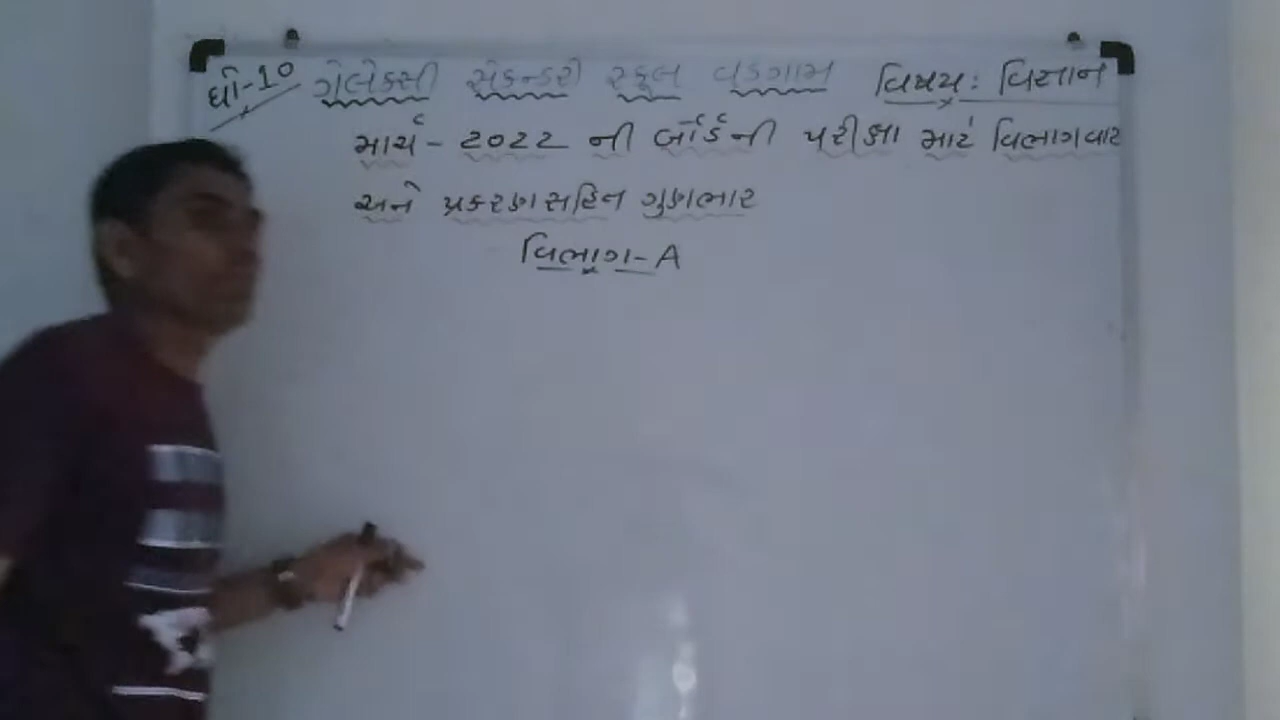 ધો-10 ગેલેક્સી સેકન્ડરી સ્કૂલ વડગામ વિષય: વિજ્ઞાન
માર્ચ - 2022 ની બોર્ડની પરીક્ષા માટે વિભાગવાર
અને પ્રકરણસહિત ગુણભાર
વિભાગ-A